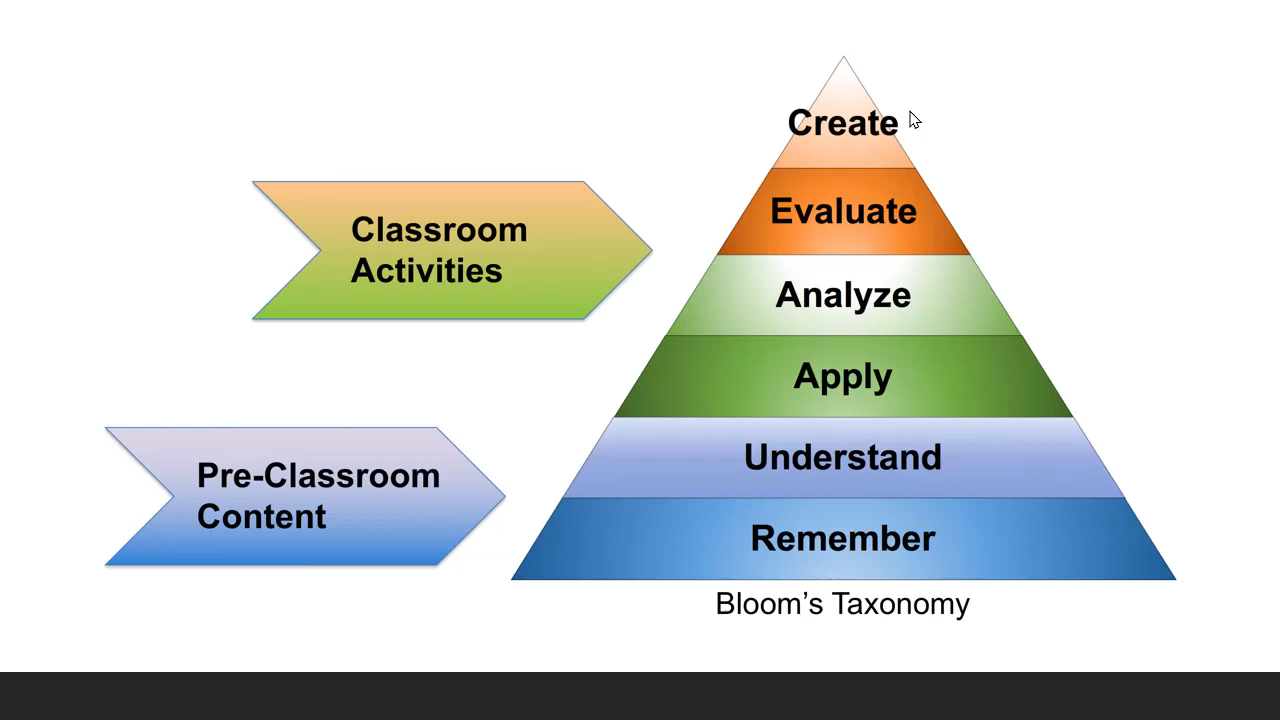 Create
Evaluate
Classroom
Activities
Analyze
Apply
Understand
Pre-Classroom
Content
Remember
Bloom’s Taxonomy